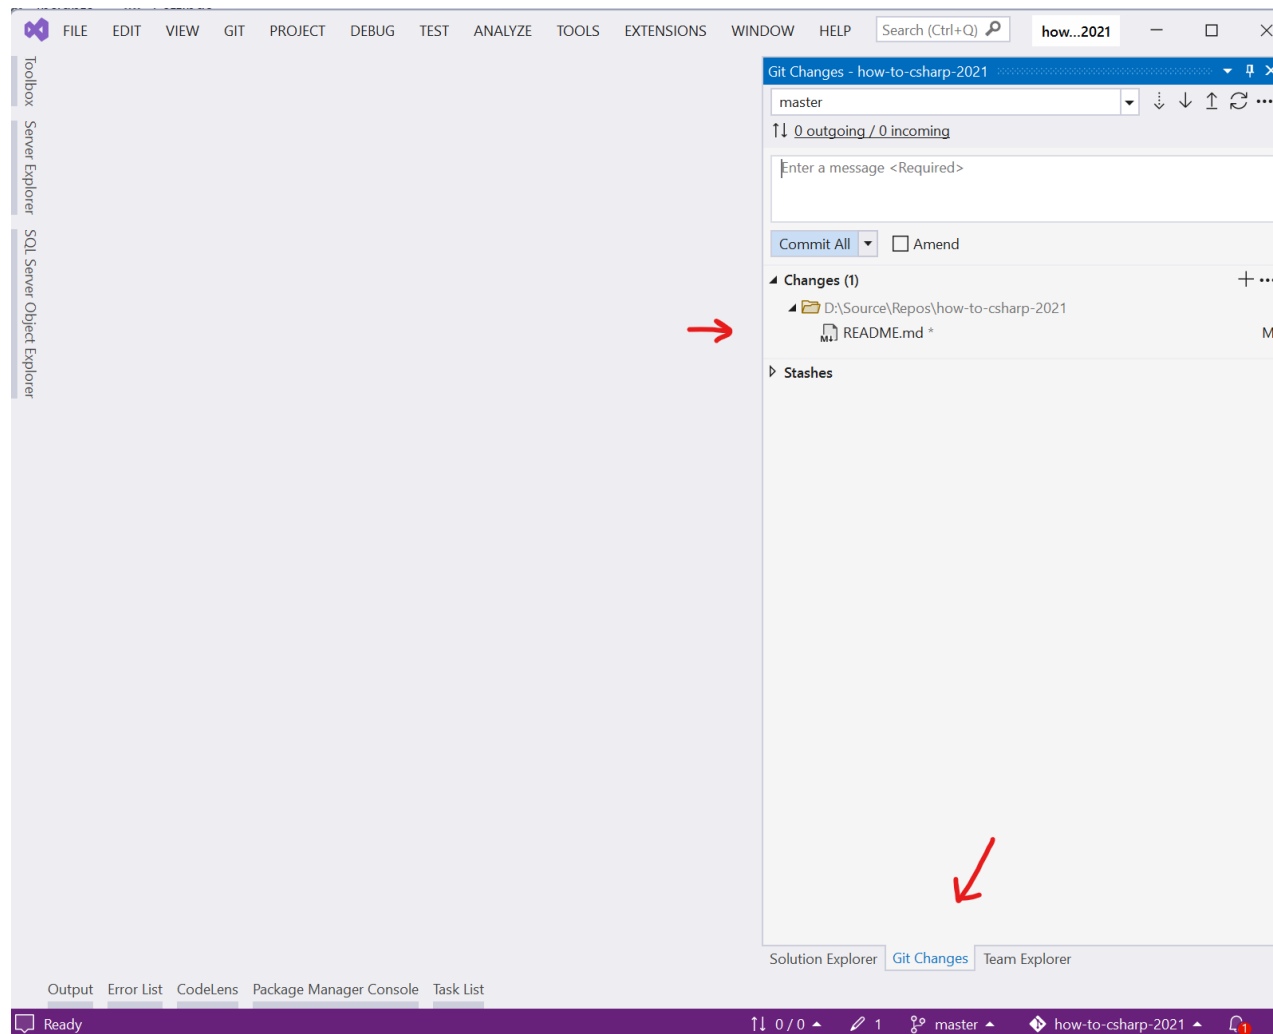 FILE EDIT VIEW GIT PROJECT DEBUG TEST ANALYZE TOOLS EXTENSIONS WINDOW HELP Search (Ctrl+Q) how...2021
Toolbox
Server Explorer
SQL Server Object Explorer
Git Changes - how-to-csharp-2021
master
0 outgoing / 0 incoming
Enter a message <Required>
Commit All Amend
Changes (1)
D:\Source\Repos\how-to-csharp-2021
README.md * M
Stashes
Solution Explorer Git Changes Team Explorer
Output Error List CodeLens Package Manager Console Task List
Ready 0 / 0 1 master how-to-csharp-2021 1